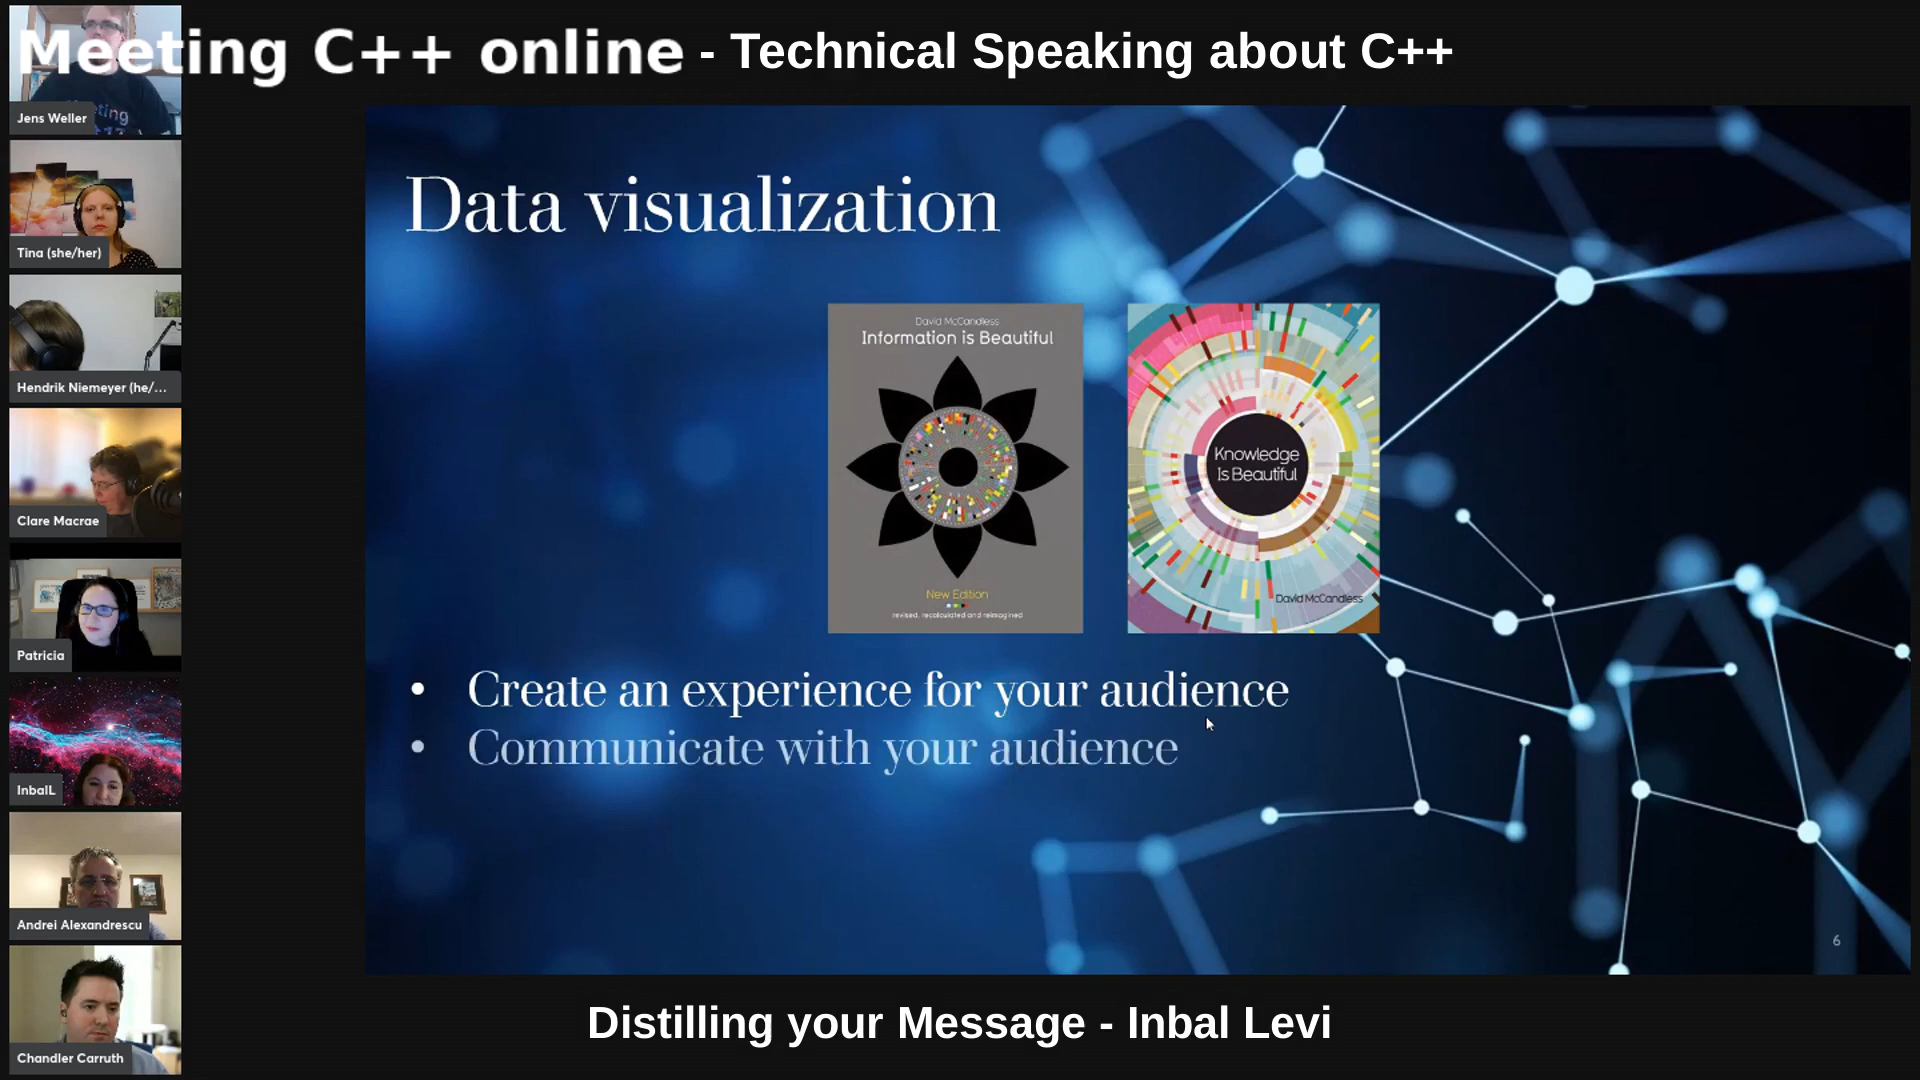 Meeting C++ online - Technical Speaking about C++
Jens Weller
Tina (she/her)
Hendrik Niemeyer (he/...
Clare Macrae
Patricia
InbalL
Andrei Alexandrescu
Chandler Carruth
Data visualization
David McCandless
Information is Beautiful
New Edition
revised, recalculated and reimagined
Knowledge
Is Beautiful
David McCandless
• Create an experience for your audience
• Communicate with your audience
6
Distilling your Message - Inbal Levi